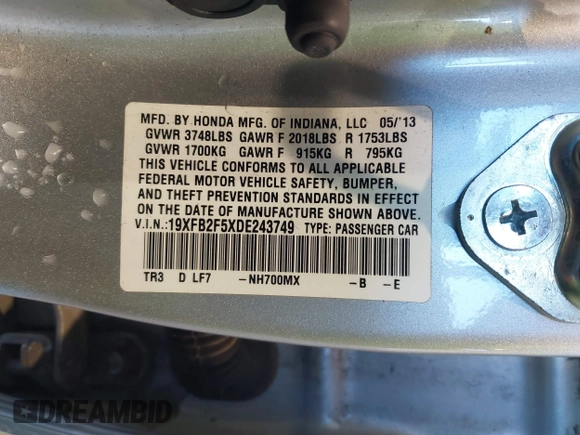 MFD. BY HONDA MFG. OF INDIANA, LLC 05/'13
GVWR 3748LBS GAWR F 2018LBS R 1753LBS
GVWR 1700KG GAWR F 915KG R 795KG
THIS VEHICLE CONFORMS TO ALL APPLICABLE
FEDERAL MOTOR VEHICLE SAFETY, BUMPER,
AND THEFT PREVENTION STANDARDS IN EFFECT
ON THE DATE OF MANUFACTURE SHOWN ABOVE.
V.I.N.:19XFB2F5XDE243749 TYPE: PASSENGER CAR
TR3 D LF7 -NH700MX -B -E
DREAMBID